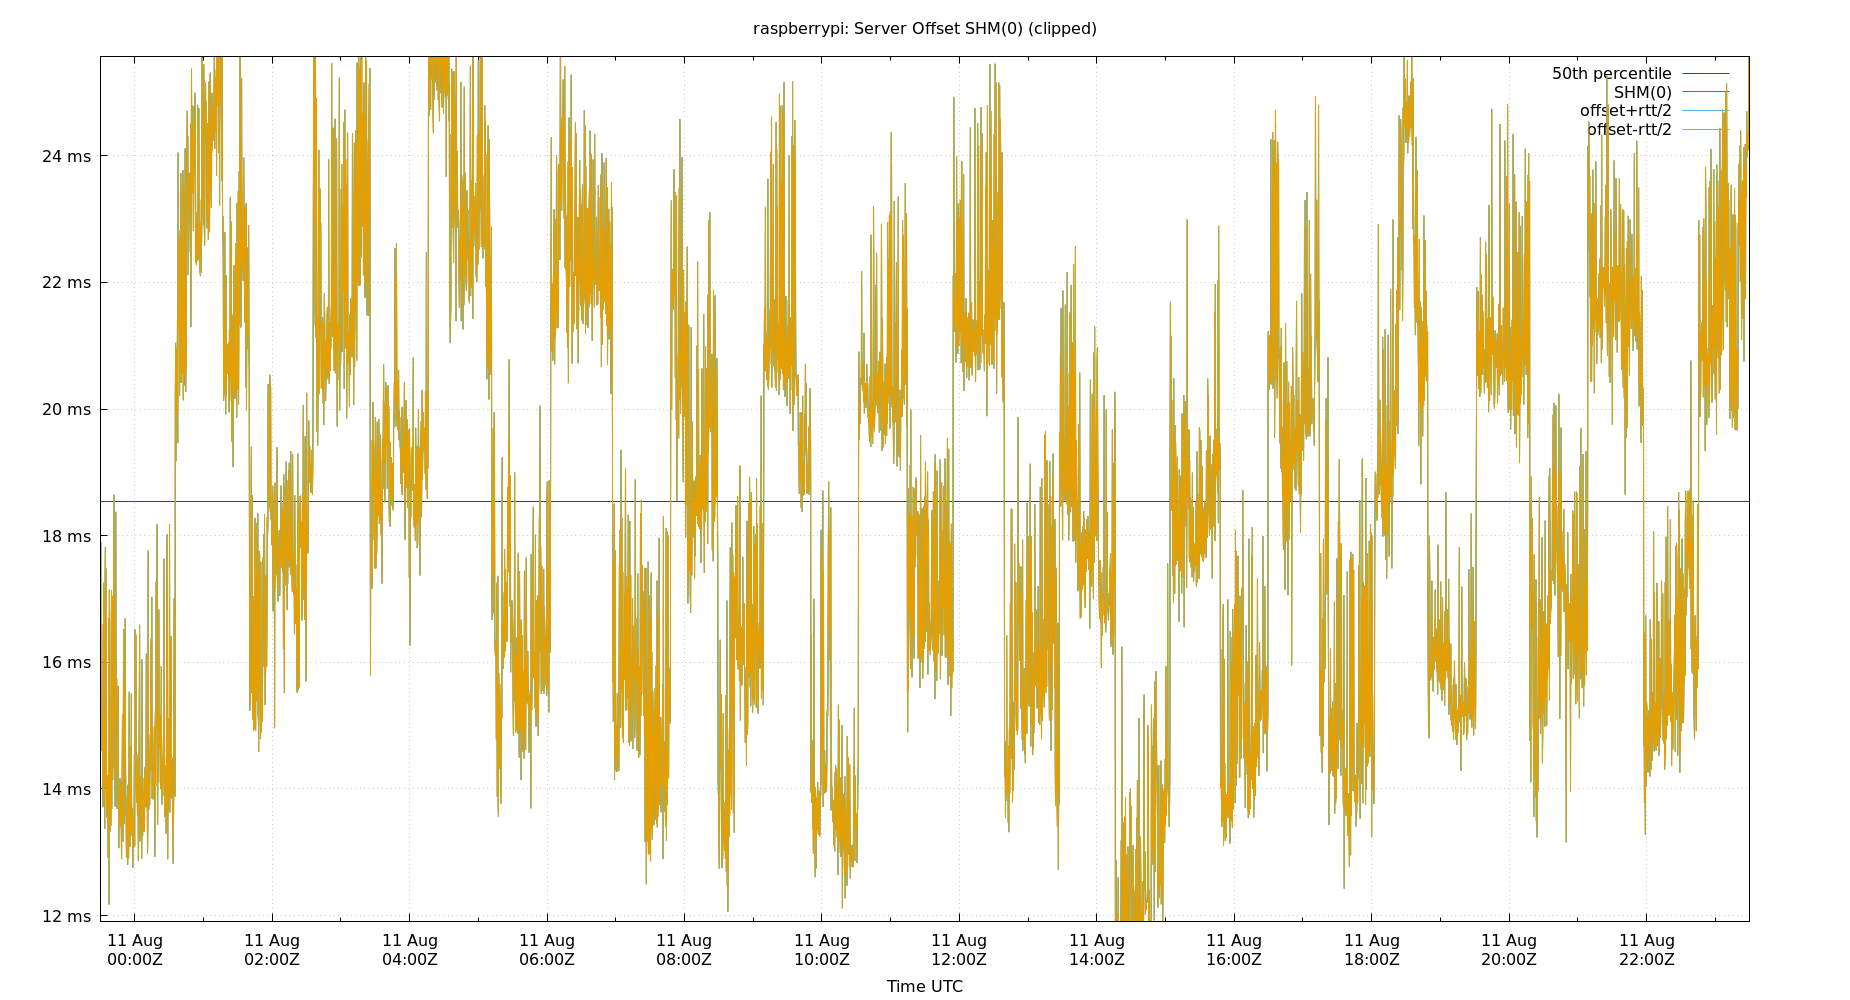 raspberrypi: Server Offset SHM(0) (clipped)
50th percentile
SHM(0)
offset+rtt/2
offset-rtt/2
24 ms
22 ms
20 ms
18 ms
16 ms
14 ms
12 ms
11 Aug 11 Aug 11 Aug 11 Aug 11 Aug 11 Aug 11 Aug 11 Aug 11 Aug 11 Aug 11 Aug 11 Aug
00:00Z 02:00Z 04:00Z 06:00Z 08:00Z 10:00Z 12:00Z 14:00Z 16:00Z 18:00Z 20:00Z 22:00Z
Time UTC